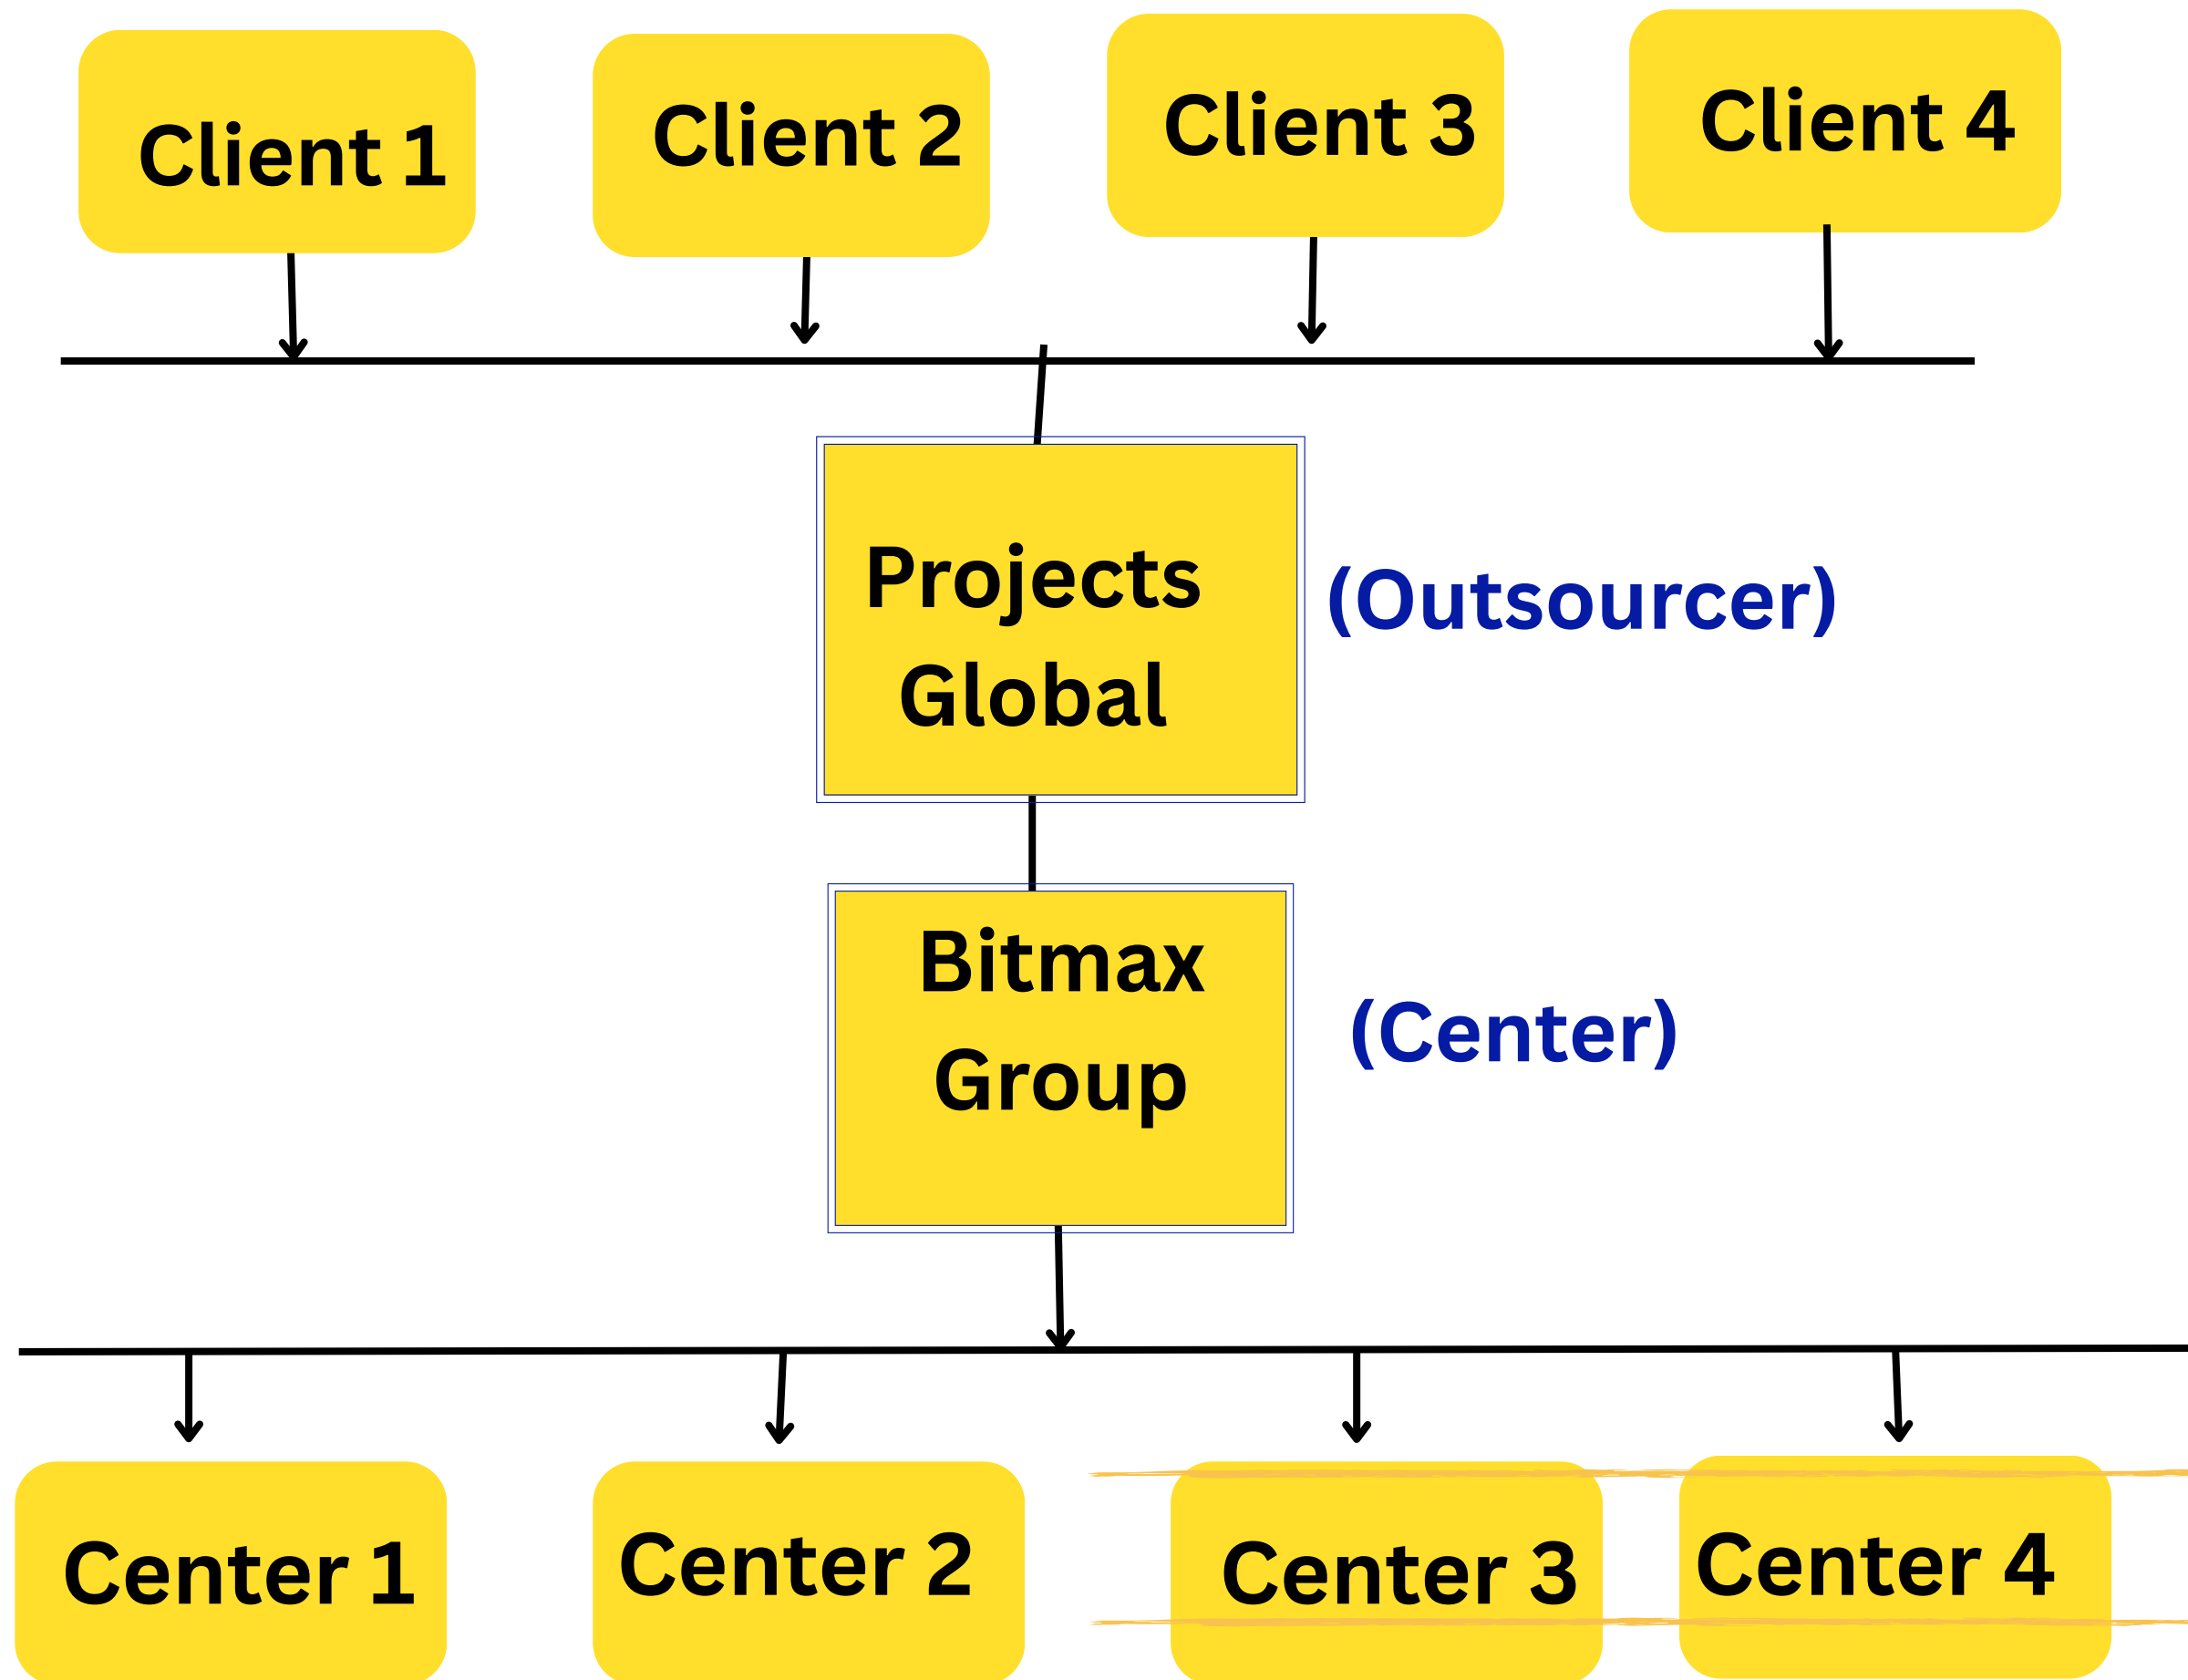 Client 1
Client 2
Client 3
Client 4
Projects
Global
(Outsourcer)
Bitmax
Group
(Center)
Center 1
Center 2
Center 3
Center 4